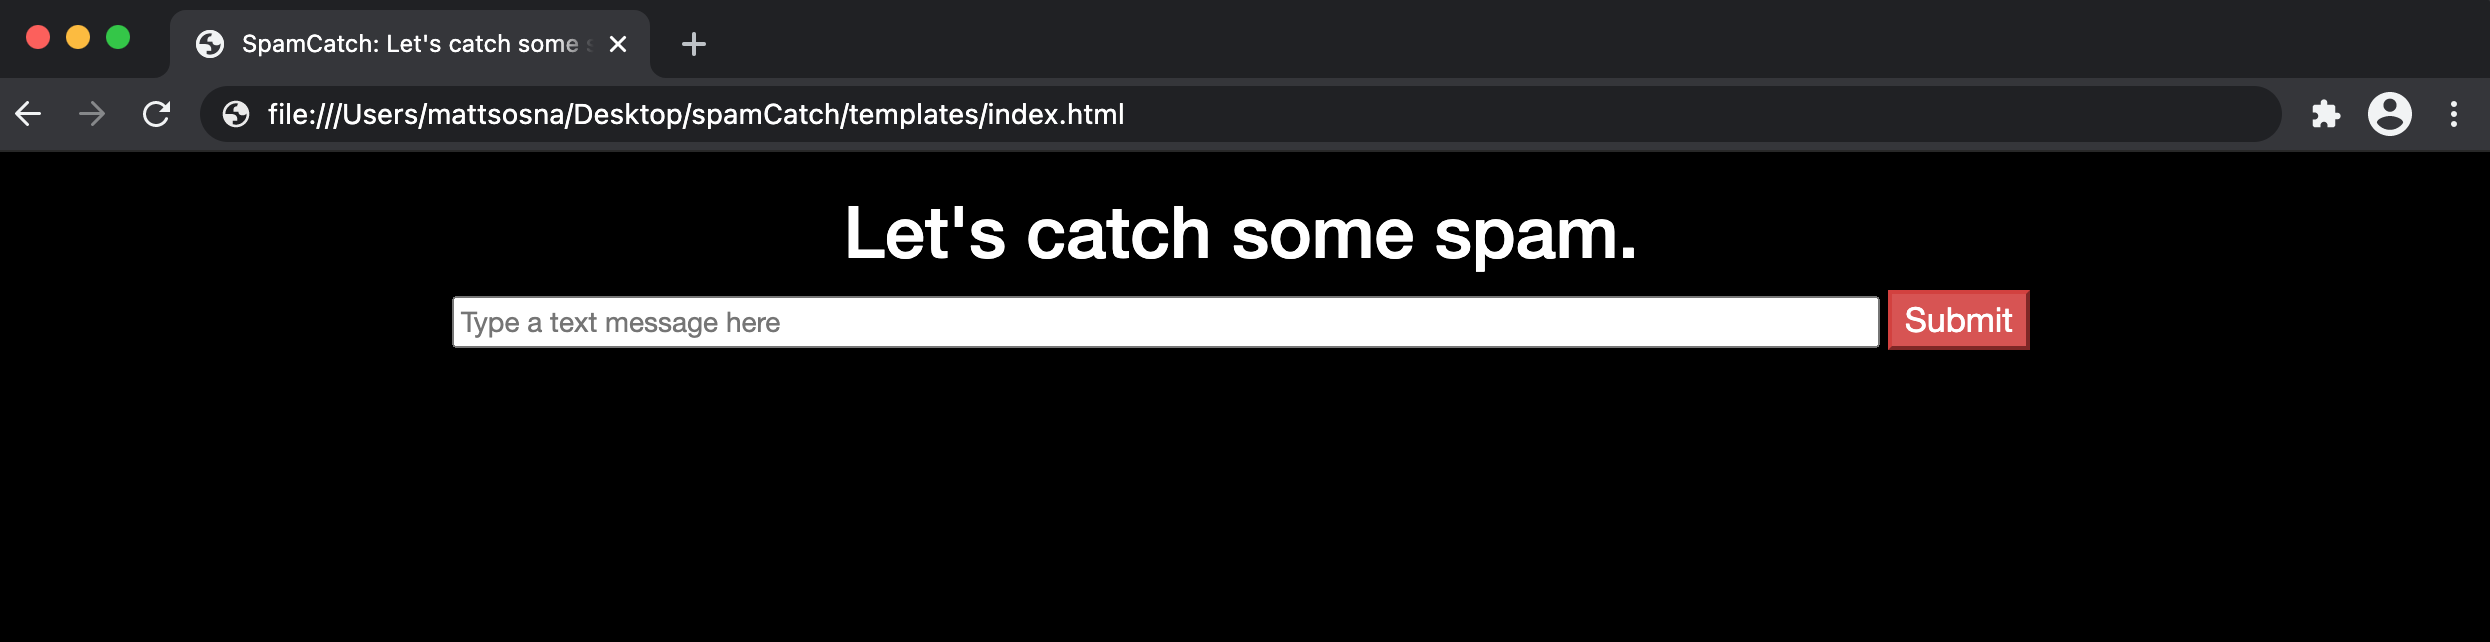 SpamCatch: Let's catch some
file:///Users/mattsosna/Desktop/spamCatch/templates/index.html
Let's catch some spam.
Type a text message here
Submit